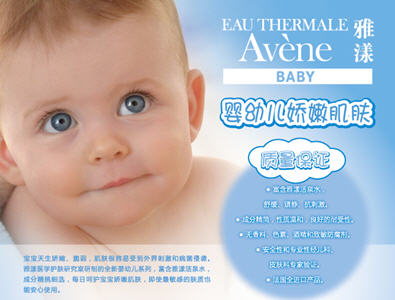 EAU THERMALE
Avène
雅漾
BABY
婴幼儿娇嫩肌肤
质量保证
富含雅漾活泉水，
舒缓、镇静、抗刺激。
成分精简，性质温和，良好的耐受性。
无香料、色素、酒精和致敏防腐剂。
安全性和专业性经儿科、
皮肤科专家验证。
法国全进口产品。
宝宝天生娇嫩、脆弱，肌肤很容易受到外界刺激和病菌侵袭。
雅漾医学护肤研究室研制的全新婴幼儿系列，富含雅漾活泉水，
成分精挑细选，每日呵护宝宝娇嫩肌肤，即使最敏感的肤质也
能安心使用。